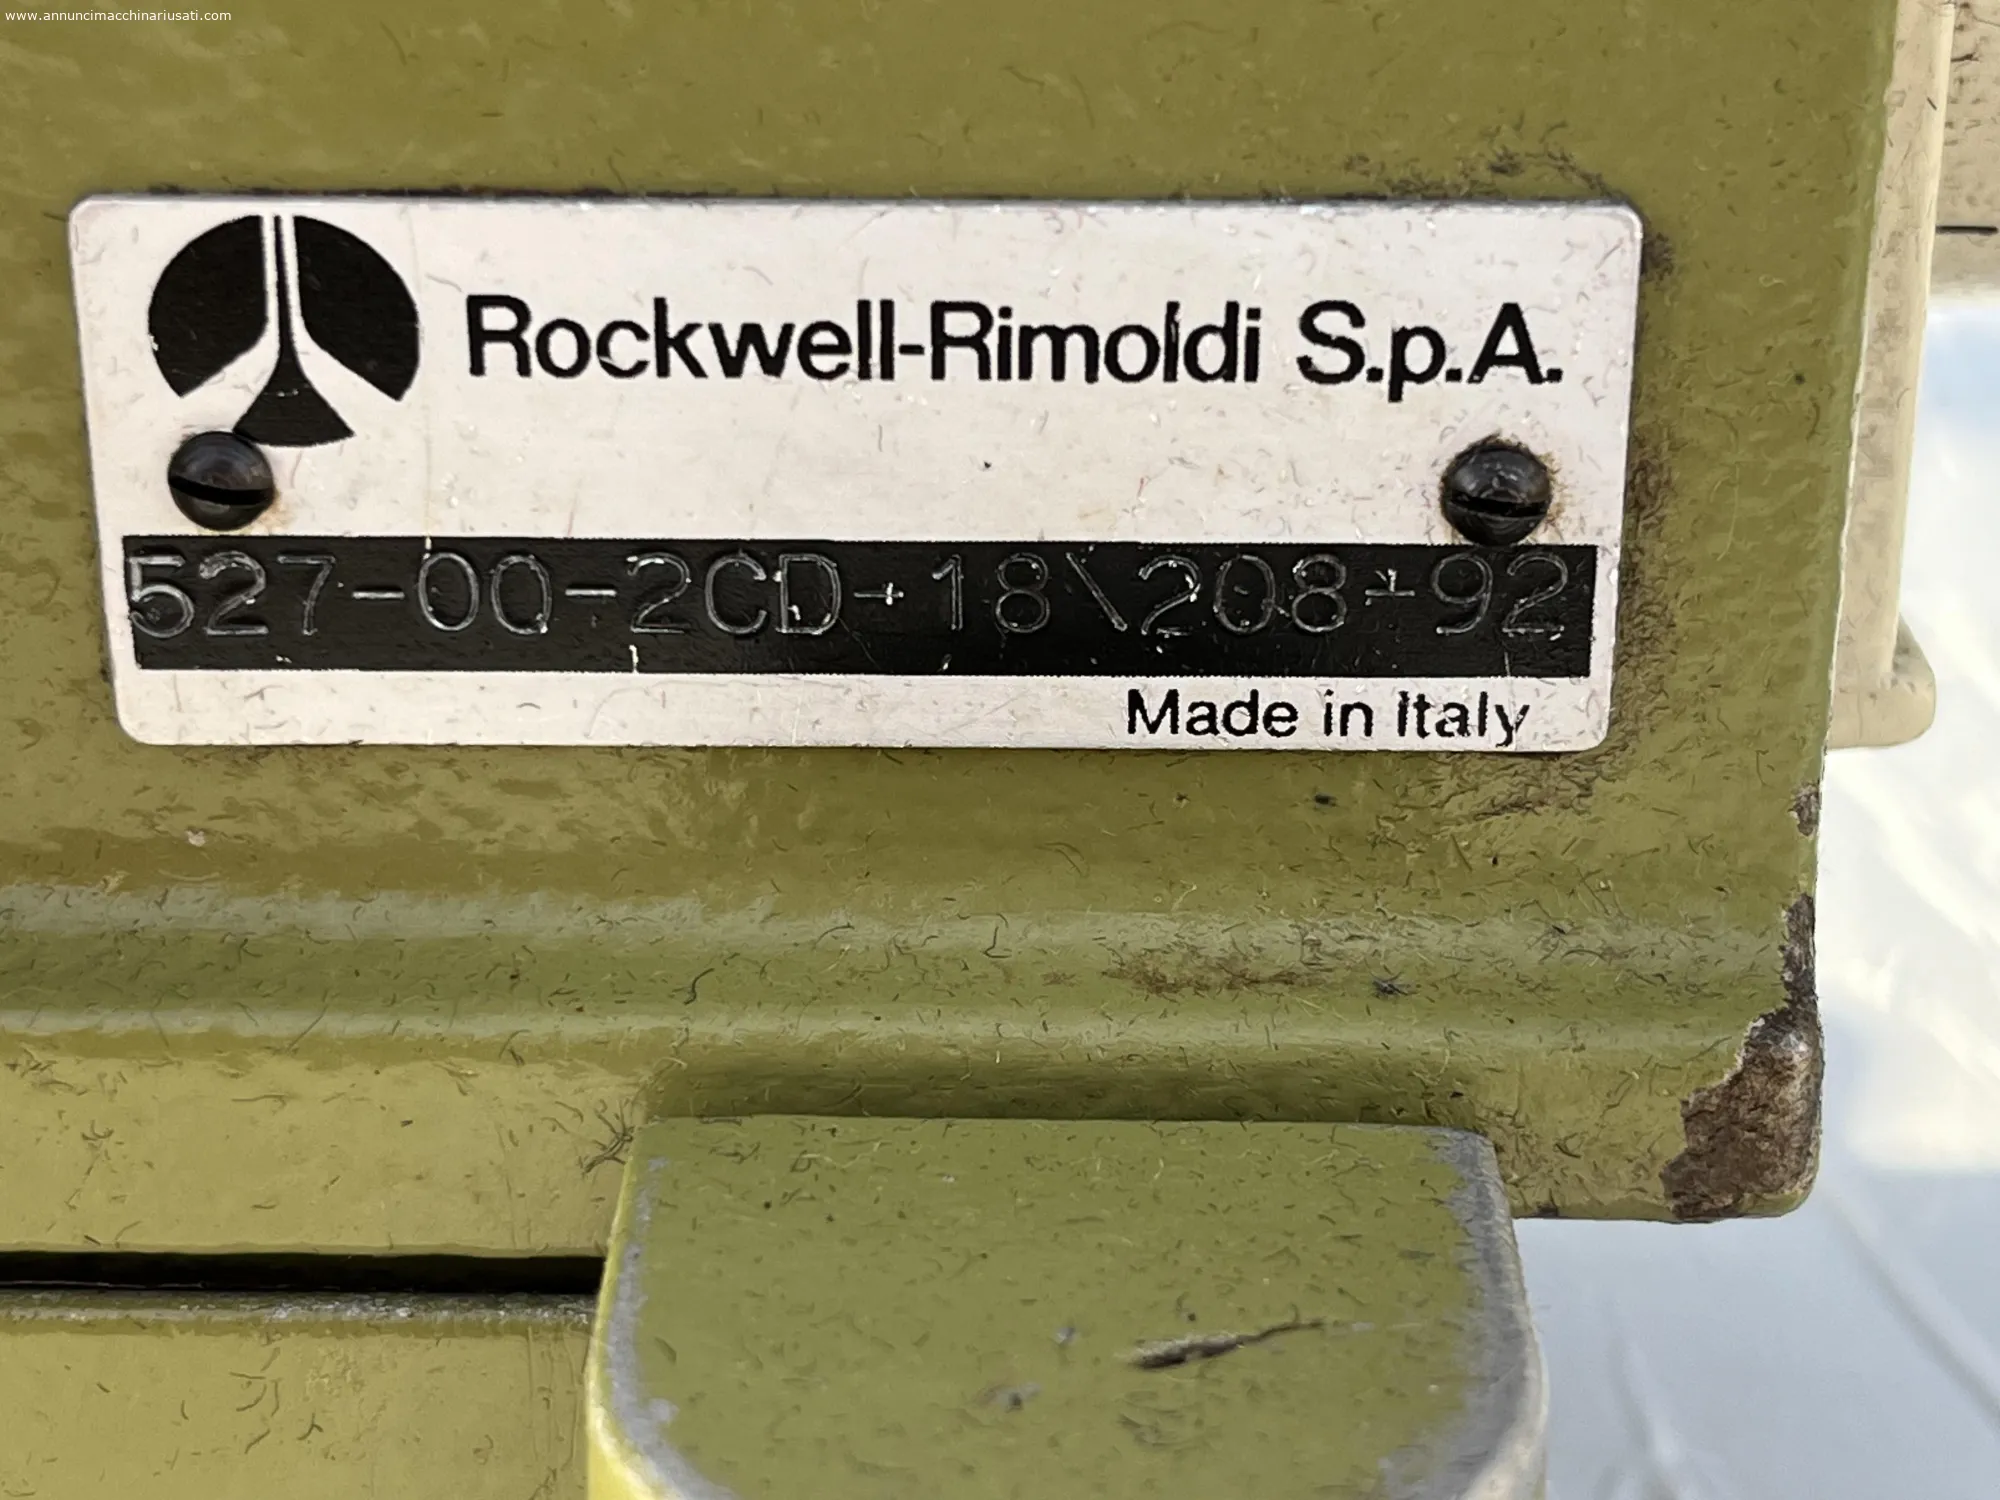 www.annuncimacchinariusati.com
Rockwell-Rimoldi S.p.A.
527-00-2CD-18\208-92
Made in Italy